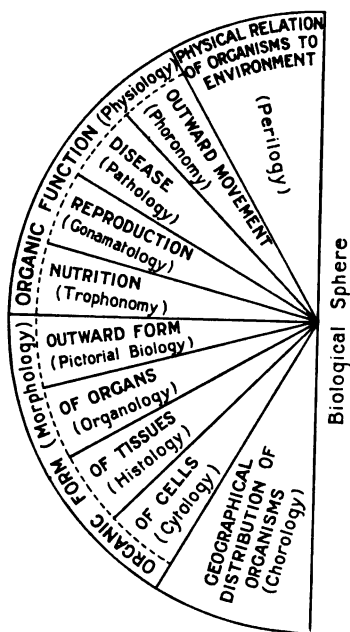 PHYSICAL RELATION
OF ORGANISMS TO
ENVIRONMENT
(Perilogy)
ORGANIC FUNCTION (Physiology)
OUTWARD MOVEMENT
(Phoronomy)
DISEASE
(Pathology)
REPRODUCTION
(Gonamatology)
NUTRITION
(Trophonomy)
ORGANIC FORM (Morphology)
OUTWARD FORM
(Pictorial Biology)
OF ORGANS
(Organology)
OF TISSUES
(Histology)
OF CELLS
(Cytalogy)
GEOGRAPHICAL
DISTRIBUTION OF
ORGANISMS
(Chorology)
Biological Sphere